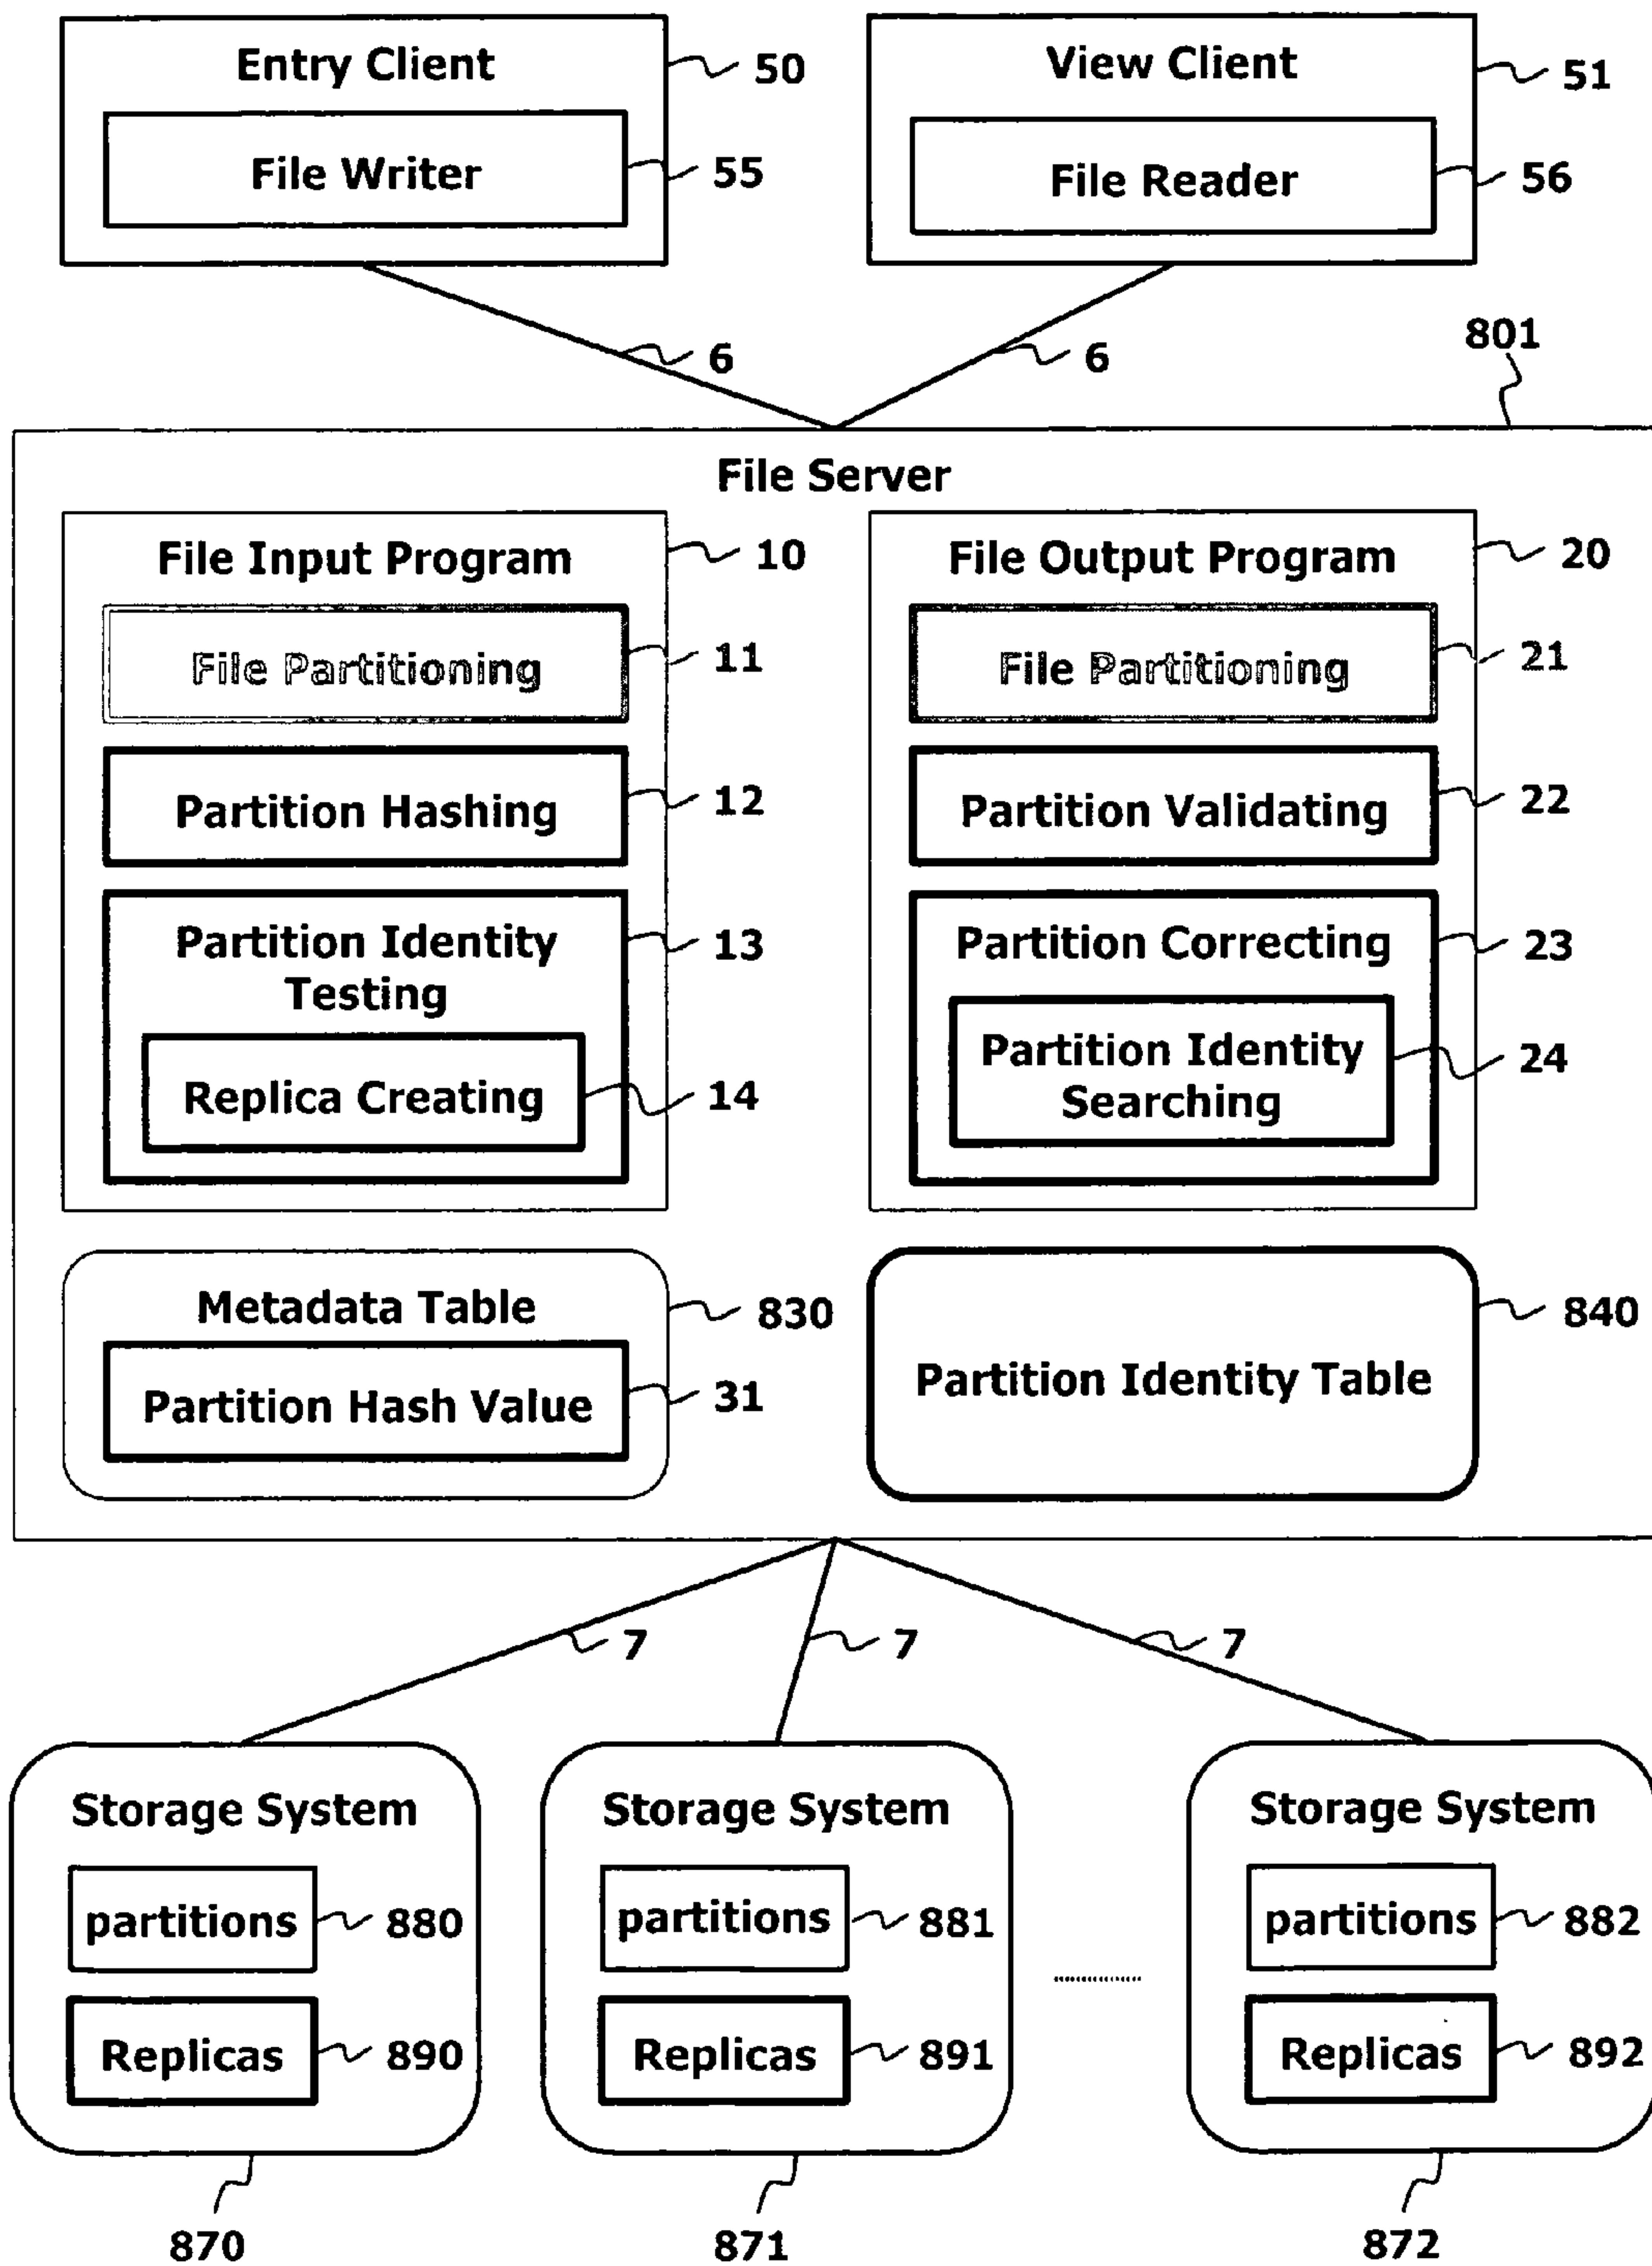 Entry Client
50
File Writer
55
View Client
51
File Reader
56
6
6
801
File Server
File Input Program
10
File Partitioning
11
Partition Hashing
12
Partition Identity
Testing
13
Replica Creating
14
File Output Program
20
File Partitioning
21
Partition Validating
22
Partition Correcting
23
Partition Identity
Searching
24
Metadata Table
830
Partition Hash Value
31
Partition Identity Table
840
7
7
7
Storage System
partitions
880
Replicas
890
870
Storage System
partitions
881
Replicas
891
871
Storage System
partitions
882
Replicas
892
872